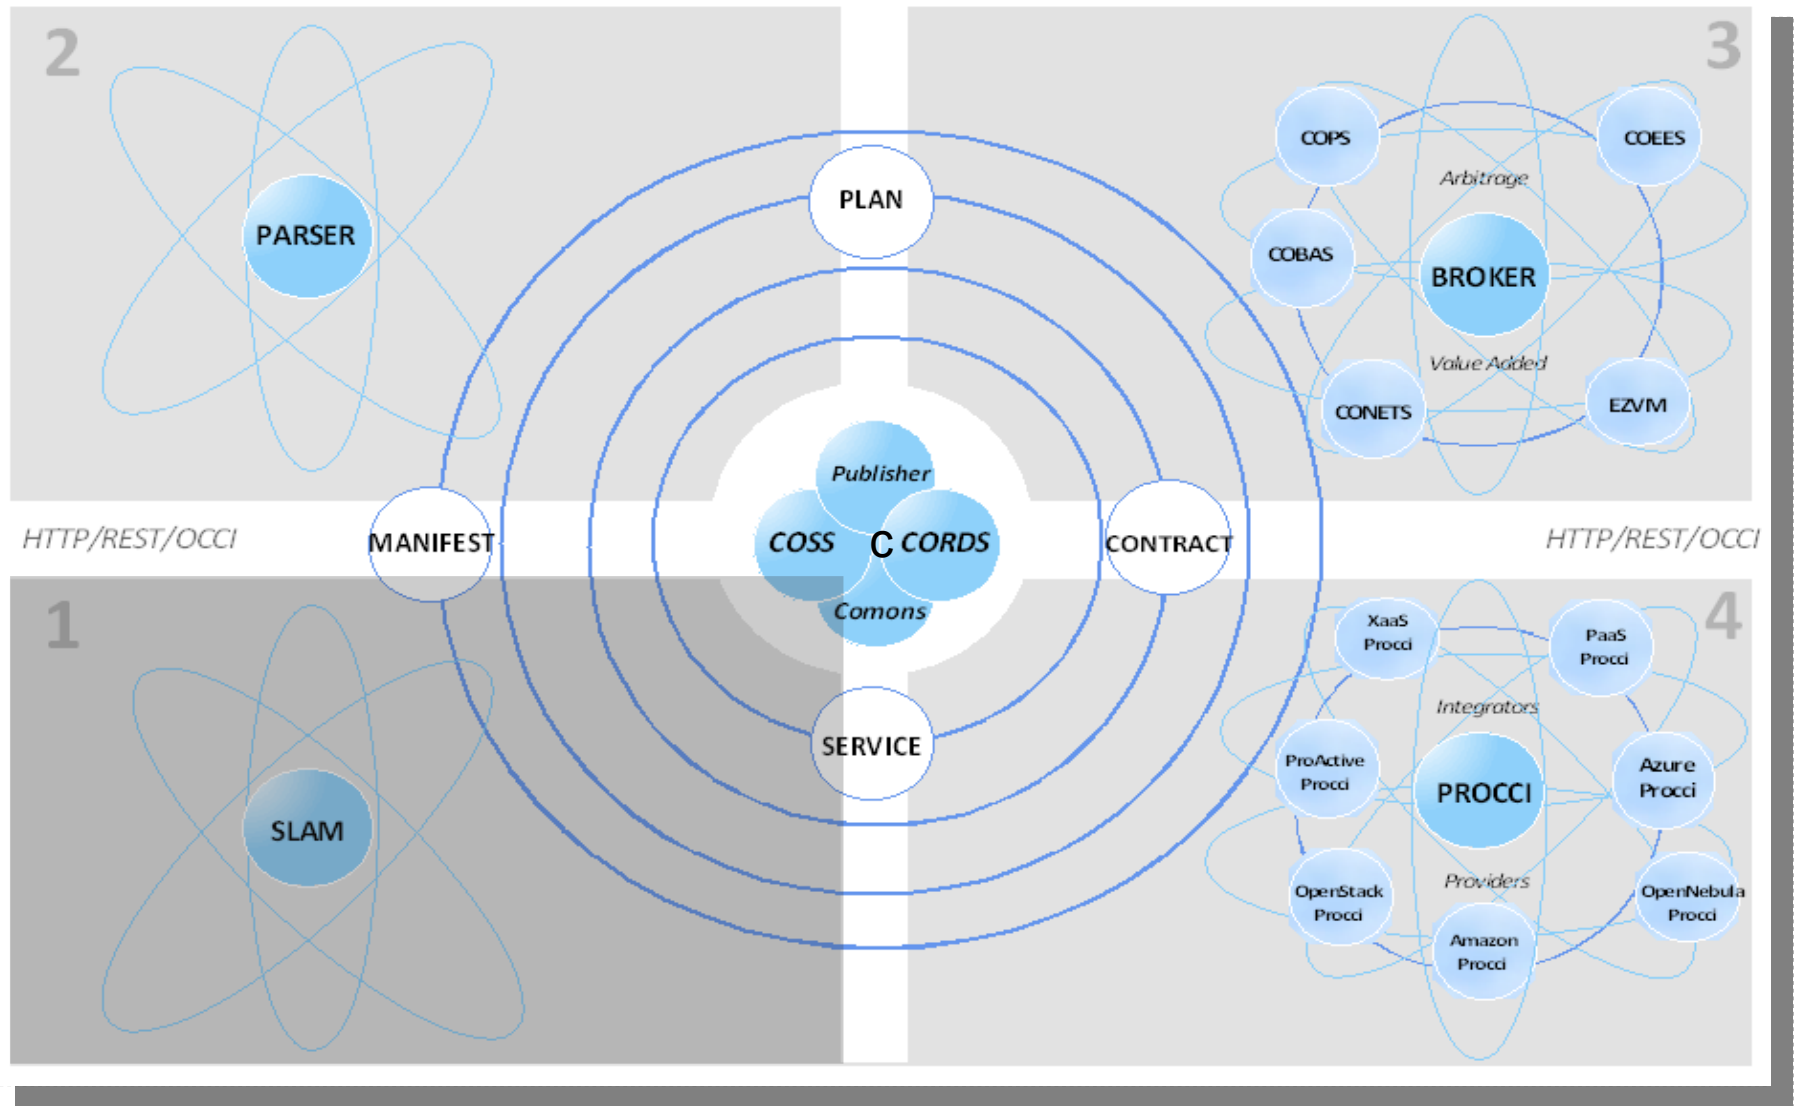 2
PARSER
3
COPS
COEES
Arbitrage
COBAS
BROKER
Value Added
CONETS
EZVM
PLAN
MANIFEST
CONTRACT
SERVICE
Publisher
COSS
C
CORDS
Comons
HTTP/REST/OCCI
HTTP/REST/OCCI
1
SLAM
4
XaaS
Procci
PaaS
Procci
Integrators
ProActive
Procci
PROCCI
Azure
Procci
Providers
OpenStack
Procci
OpenNebula
Procci
Amazon
Procci